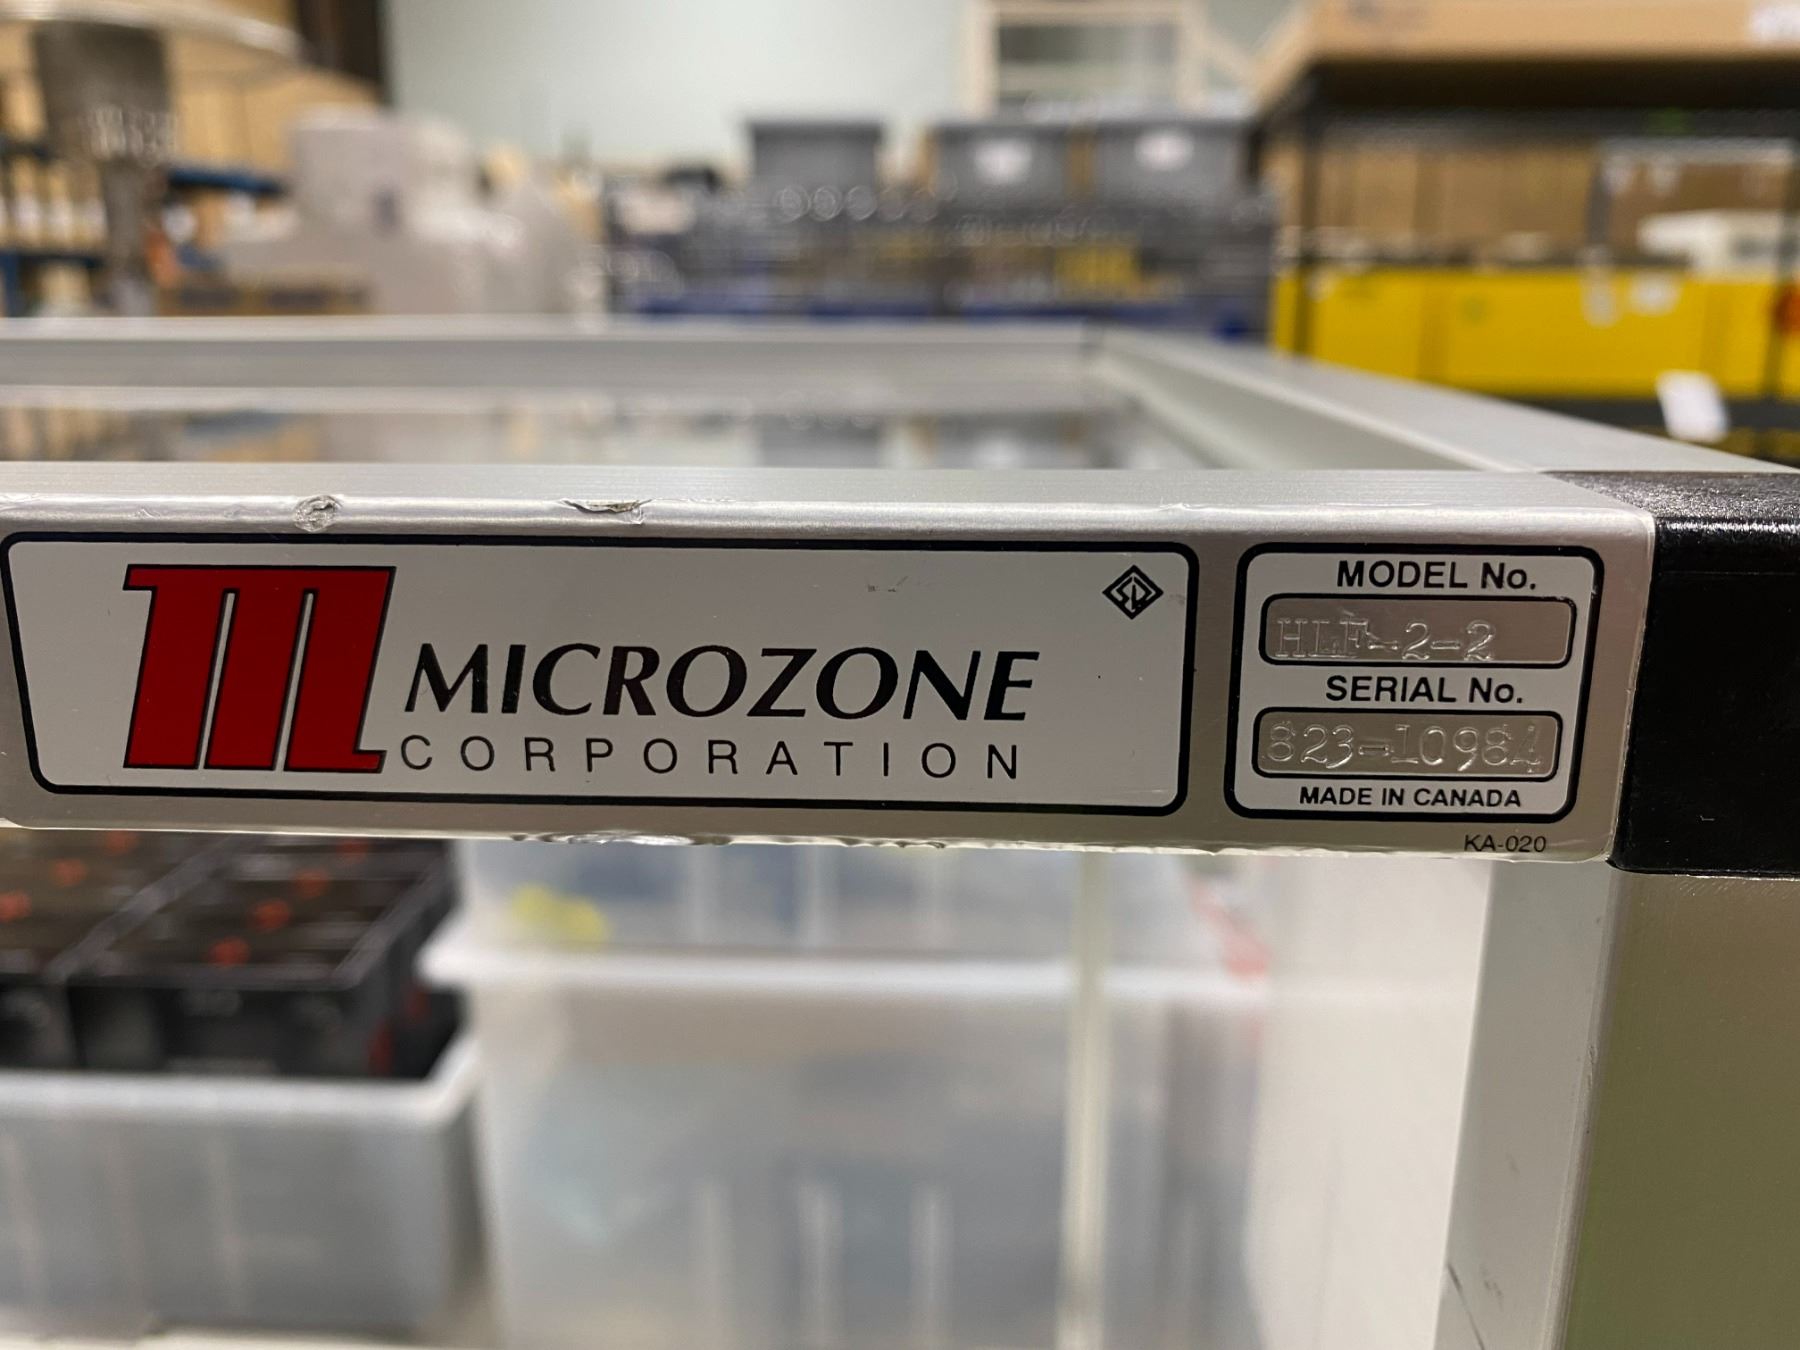 MICROZONE
CORPORATION
MODEL No.
HLF-2-2
SERIAL No.
823-10984
MADE IN CANADA
KA-020